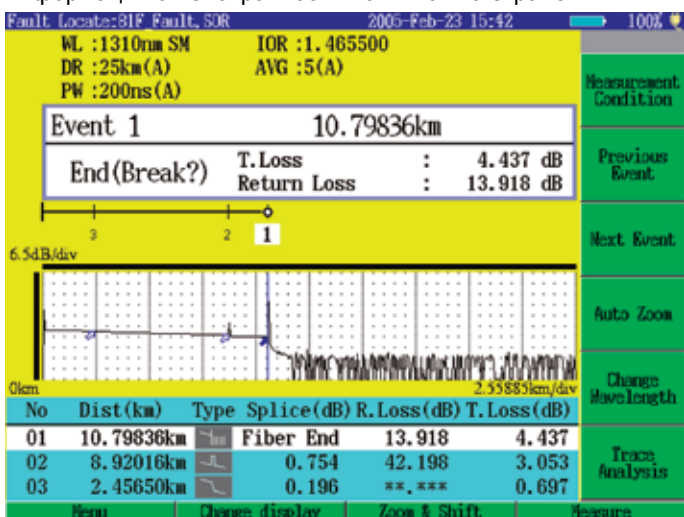 Fault Locate:81F_Fault.SOR 2005-Feb-23 15:42 100%
WL :1310nm SM IOR :1.465500
DR :25km(A) AVG :5(A)
PW :200ns(A)
Event 1 10.79836km
End(Break?) T.Loss : 4.437 dB
Return Loss : 13.918 dB
3 2 1
6.5dB/div
0km 2.55885km/div
No Dist(km) Type Splice(dB) R.Loss(dB) T.Loss(dB)
01 10.79836km Fiber End 13.918 4.437
02 8.92016km 0.754 42.198 3.053
03 2.45650km 0.196 **.*** 0.697
Menu Change display Zoom & Shift Measure
Measurement
Condition
Previous
Event
Next Event
Auto Zoom
Change
Wavelength
Trace
Analysis